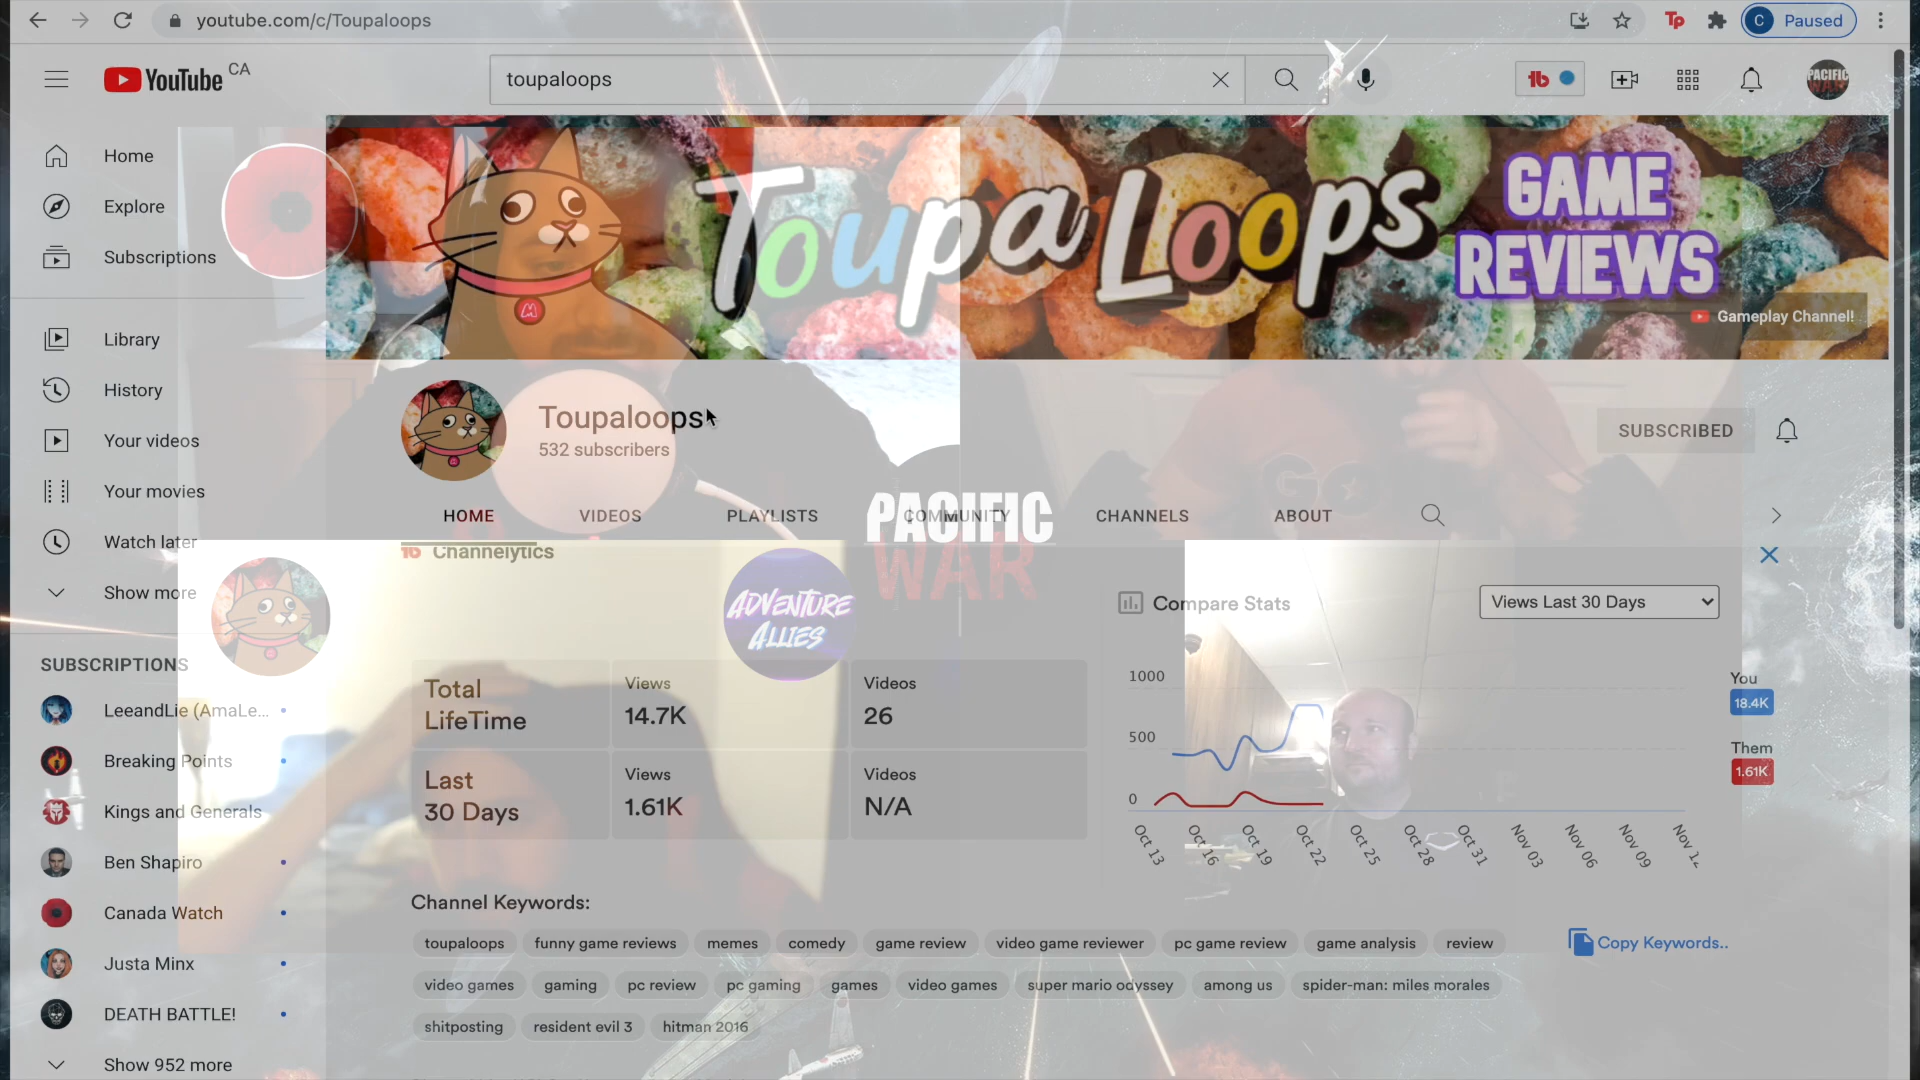 youtube.com/c/Toupaloops
Tp
C Paused
YouTube CA
toupaloops
PACIFIC
WAR
Home
Explore
Subscriptions
Library
History
Your videos
Your movies
Watch later
Show more
SUBSCRIPTIONS
LeeandLie (AmaLe...
Breaking Points
Kings and Generals
Ben Shapiro
Canada Watch
Justa Minx
DEATH BATTLE!
Show 952 more
ToupaLoops
GAME
REVIEWS
Gameplay Channel!
Toupaloops
532 subscribers
SUBSCRIBED
HOME VIDEOS PLAYLISTS COMMUNITY CHANNELS ABOUT
PACIFIC
WAR
Channelytics
ADVENTURE
ALLIES
Total
LifeTime
Views
14.7K
Videos
26
Last
30 Days
Views
1.61K
Videos
N/A
Compare Stats
Views Last 30 Days
1000
500
0
Oct 13 Oct 16 Oct 19 Oct 22 Oct 25 Oct 28 Oct 31 Nov 03 Nov 06 Nov 09
You
18.4K
Them
1.61K
Channel Keywords:
toupaloops funny game reviews memes comedy game review video game reviewer pc game review game analysis review
video games gaming pc review pc gaming games video games super mario odyssey among us spider-man: miles morales
shitposting resident evil 3 hitman 2016
Copy Keywords..